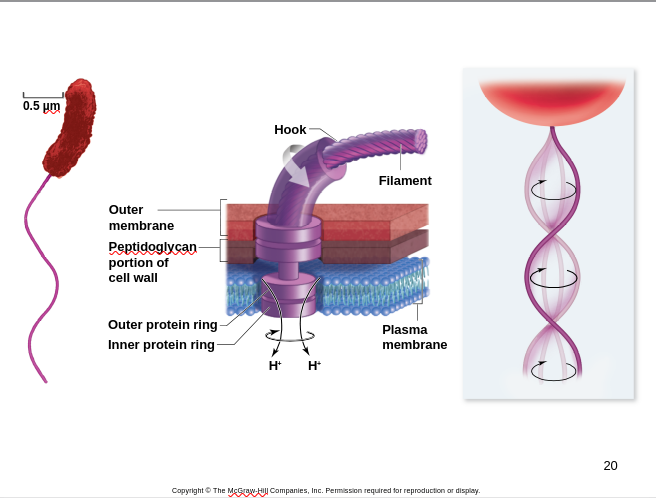 0.5 µm
Hook
Filament
Outer
membrane
Peptidoglycan
portion of
cell wall
Outer protein ring
Inner protein ring
Plasma
membrane
H+
H+
20
Copyright © The McGraw-Hill Companies, Inc. Permission required for reproduction or display.